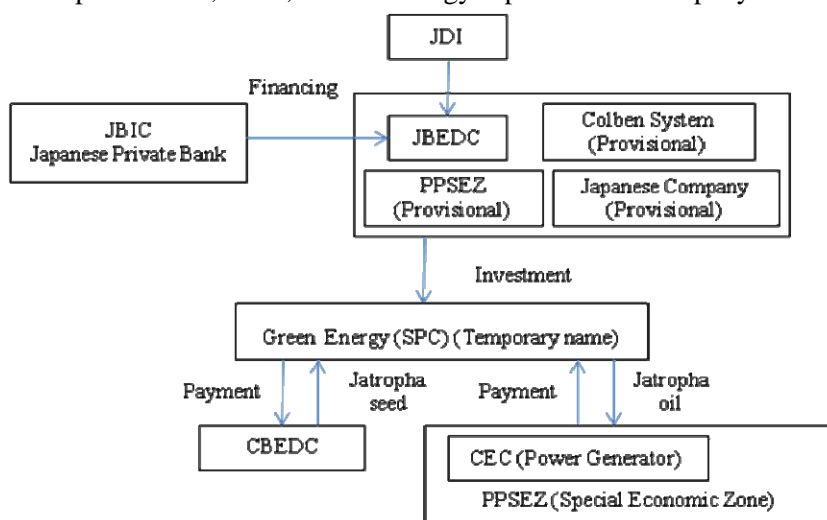 JDI
Financing
JBIC
Japanese Private Bank
JBEDC
Colben System
(Provisional)
PPSEZ
(Provisional)
Japanese Company
(Provisional)
Investment
Green Energy (SPC) (Temporary name)
Payment
Jatropha
seed
Payment
Jatropha
oil
CBEDC
CEC (Power Generator)
PPSEZ (Special Economic Zone)